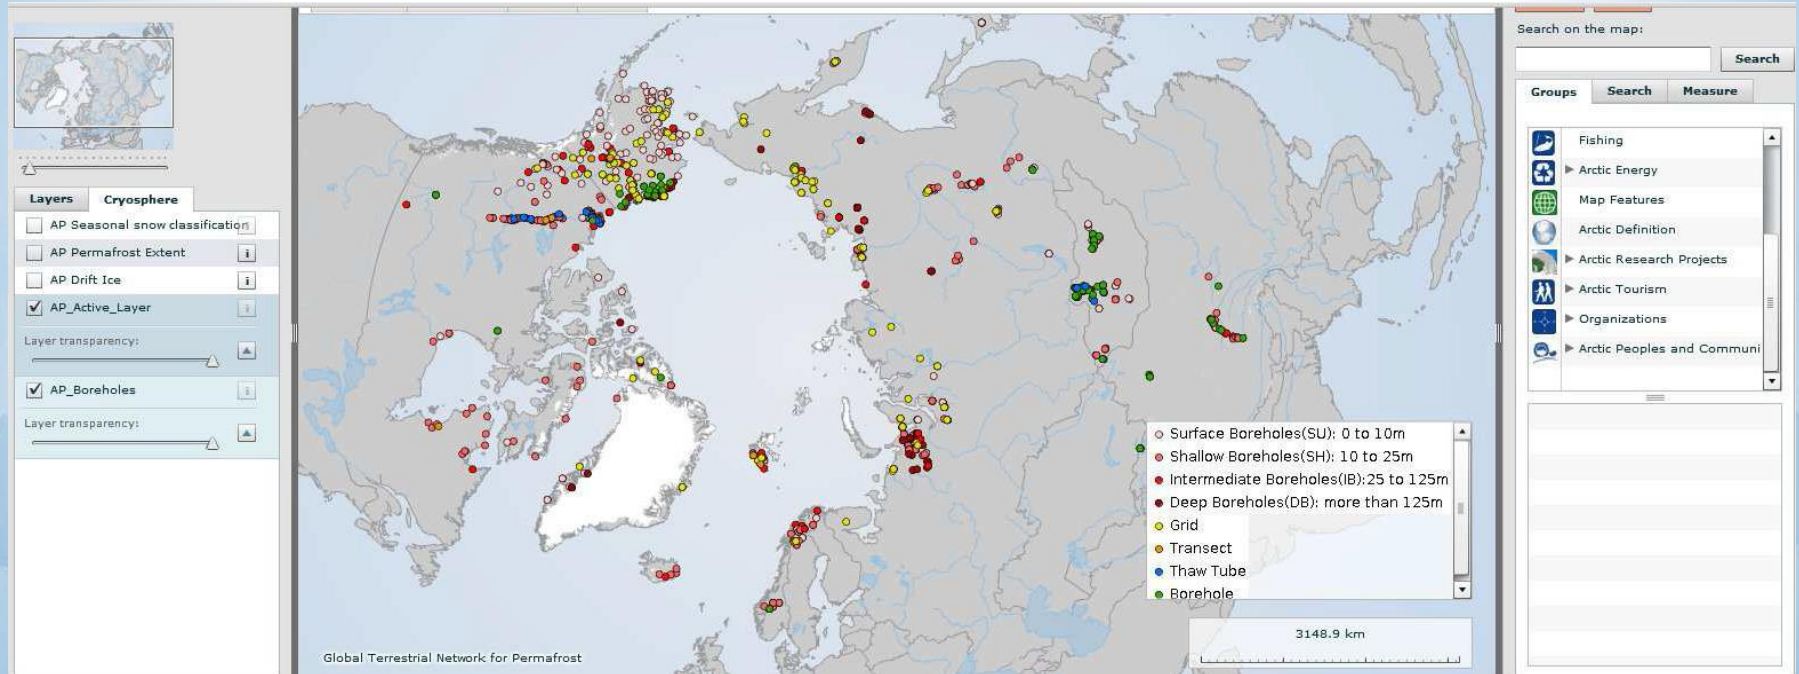 Layers
Cryosphere
AP Seasonal snow classification
AP Permafrost Extent
AP Drift Ice
AP_Active_Layer
Layer transparency:
AP_Boreholes
Layer transparency:
Surface Boreholes(SU): 0 to 10m
Shallow Boreholes(SH): 10 to 25m
Intermediate Boreholes(IB):25 to 125m
Deep Boreholes(DB): more than 125m
Grid
Transect
Thaw Tube
Borehole
3148.9 km
Global Terrestrial Network for Permafrost
Search on the map:
Search
Groups
Search
Measure
Fishing
Arctic Energy
Map Features
Arctic Definition
Arctic Research Projects
Arctic Tourism
Organizations
Arctic Peoples and Communi